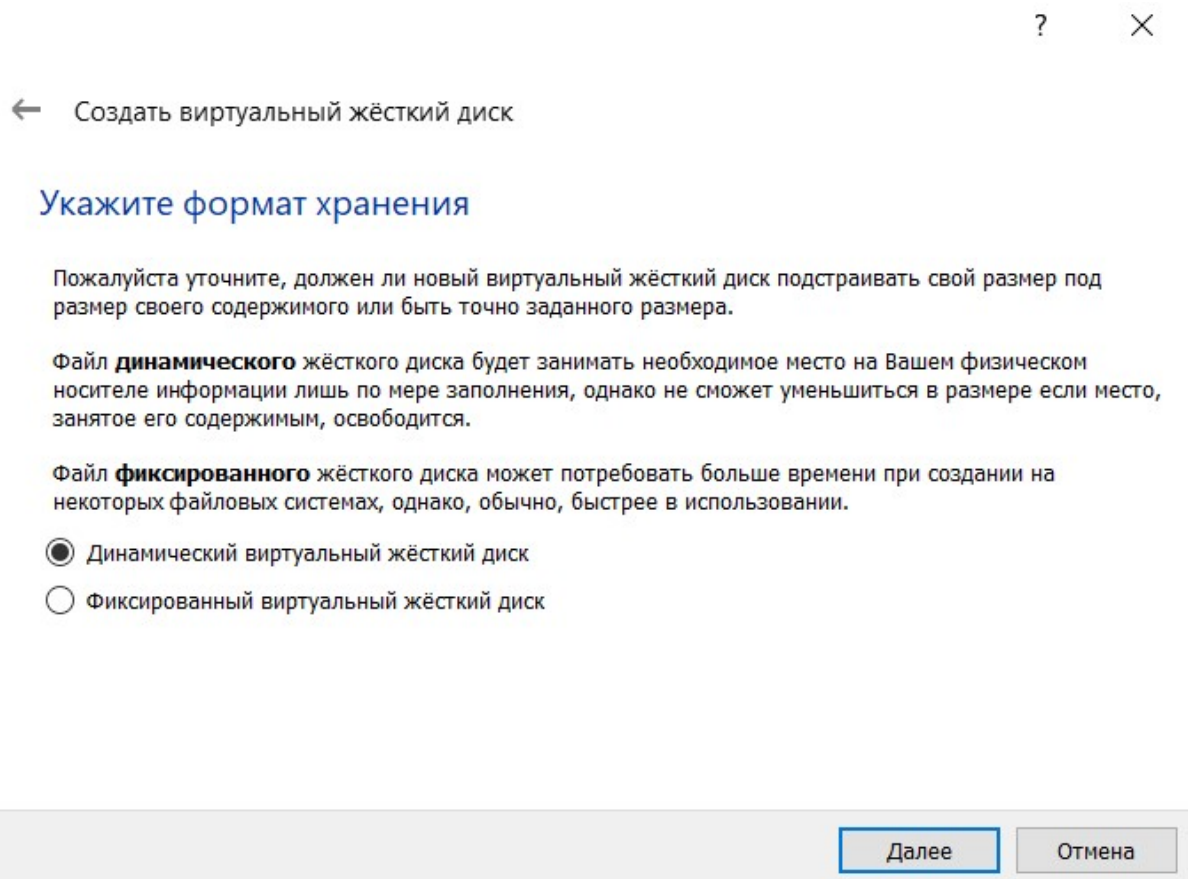 ?
Создать виртуальный жёсткий диск
Укажите формат хранения
Пожалуйста уточните, должен ли новый виртуальный жёсткий диск подстраивать свой размер под
размер своего содержимого или быть точно заданного размера.
Файл динамического жёсткого диска будет занимать необходимое место на Вашем физическом
носителе информации лишь по мере заполнения, однако не сможет уменьшиться в размере если место,
занятое его содержимым, освободится.
Файл фиксированного жёсткого диска может потребовать больше времени при создании на
некоторых файловых системах, однако, обычно, быстрее в использовании.
Динамический виртуальный жёсткий диск
Фиксированный виртуальный жёсткий диск
Далее
Отмена